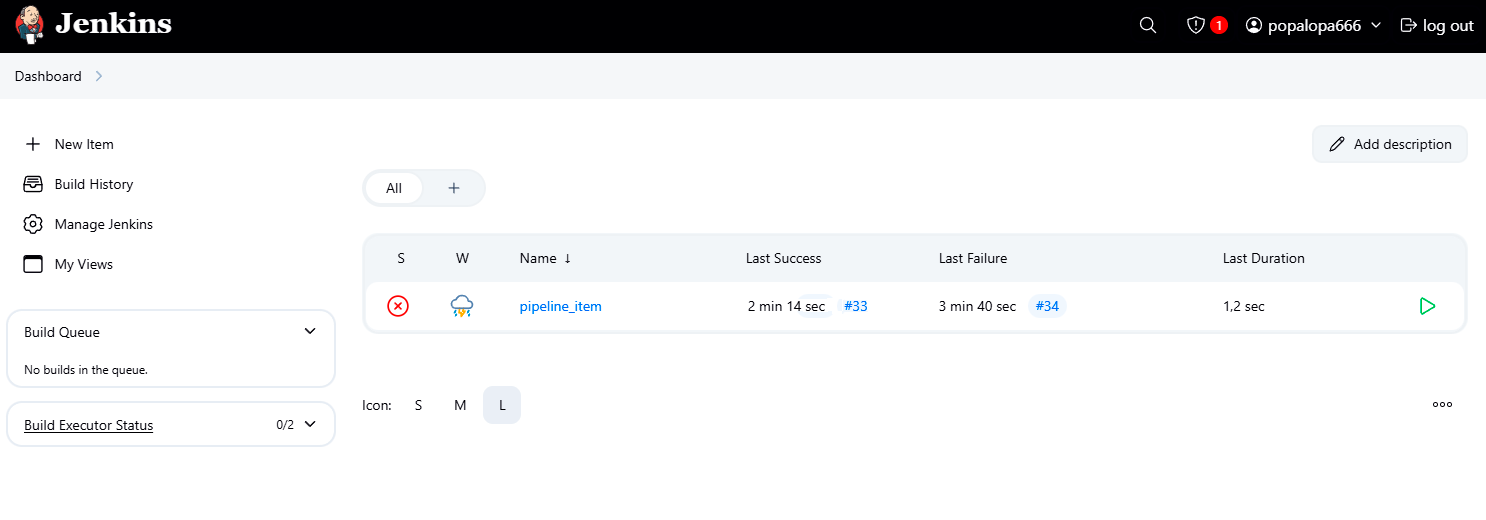 Jenkins
1
popalopa666
log out
Dashboard
New Item
Build History
Manage Jenkins
My Views
Build Queue
No builds in the queue.
Build Executor Status 0/2
Add description
All +
S W Name ↓ Last Success Last Failure Last Duration
pipeline_item 2 min 14 sec #33 3 min 40 sec #34 1,2 sec
Icon: S M L